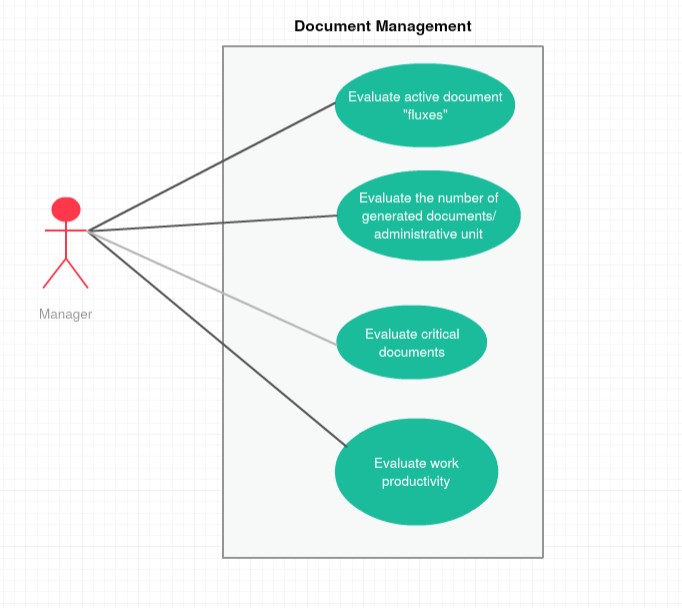 Document Management
Evaluate active document
"fluxes"
Evaluate the number of
generated documents/
administrative unit
Manager
Evaluate critical
documents
Evaluate work
productivity